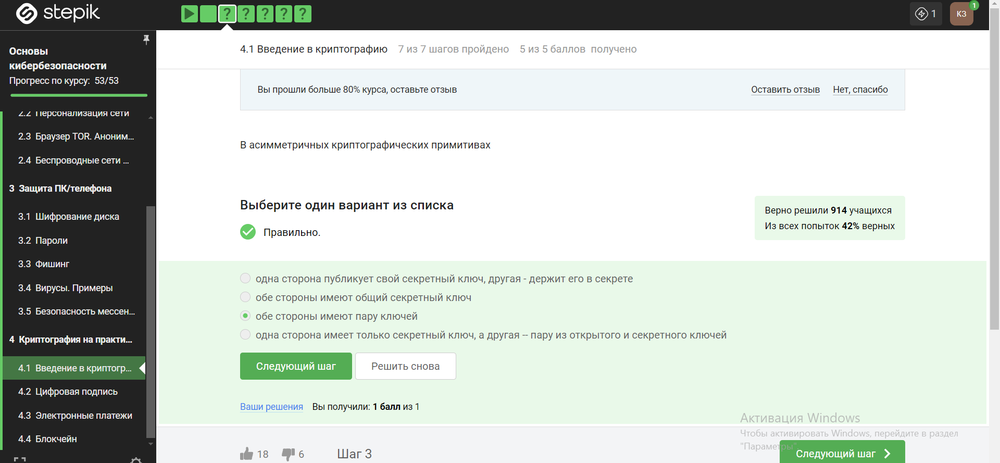 stepik
? ? ? ? ?
1
КЗ
1
Основы
кибербезопасности
Прогресс по курсу: 53/53
2.2 Персонализация сети
2.3 Браузер TOR. Аноним...
2.4 Беспроводные сети ...
3 Защита ПК/телефона
3.1 Шифрование диска
3.2 Пароли
3.3 Фишинг
3.4 Вирусы. Примеры
3.5 Безопасность мессен...
4 Криптография на практи...
4.1 Введение в криптогр...
4.2 Цифровая подпись
4.3 Электронные платежи
4.4 Блокчейн
4.1 Введение в криптографию 7 из 7 шагов пройдено 5 из 5 баллов получено
Вы прошли больше 80% курса, оставьте отзыв Оставить отзыв Нет, спасибо
В асимметричных криптографических примитивах
Выберите один вариант из списка
Правильно.
Верно решили 914 учащихся
Из всех попыток 42% верных
одна сторона публикует свой секретный ключ, другая - держит его в секрете
обе стороны имеют общий секретный ключ
обе стороны имеют пару ключей
одна сторона имеет только секретный ключ, а другая -- пару из открытого и секретного ключей
Следующий шаг Решить снова
Ваши решения Вы получили: 1 балл из 1
Активация Windows
Чтобы активировать Windows, перейдите в раздел
"Параметры".
18 6 Шаг 3 Следующий шаг